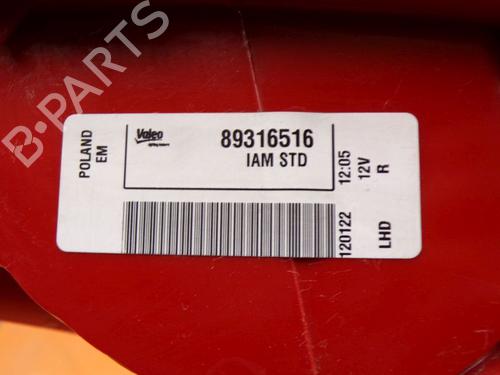 POLAND
EM
Valeo
89316516
IAM STD
12:05
12V
R
120122
LHD
B-PARTS